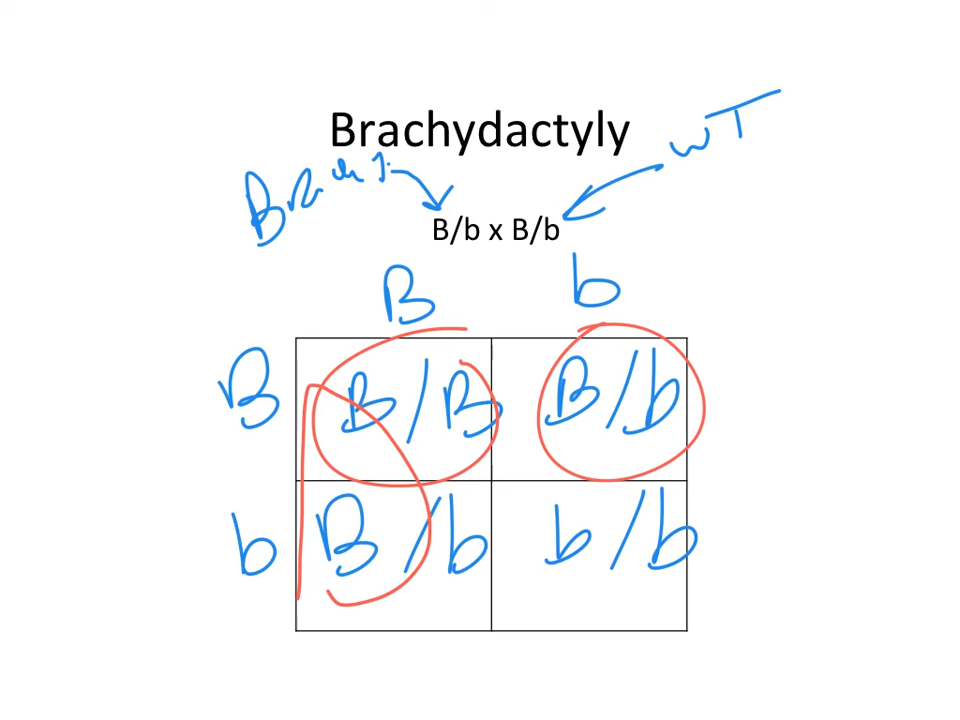 Brachydactyly
WT
B/b x B/b
B b
B B/B B/b
b B/b b/b